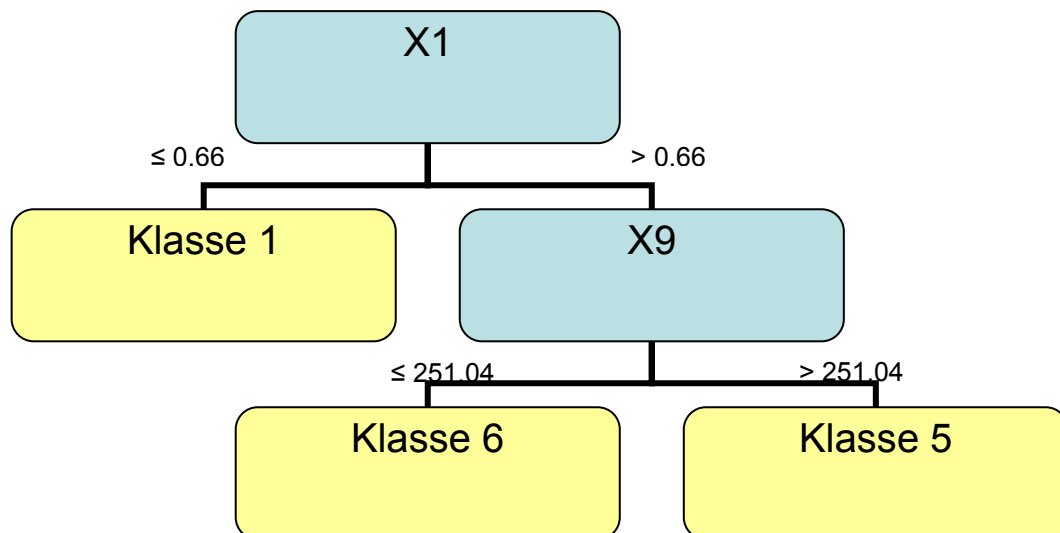 X1
≤ 0.66
> 0.66
Klasse 1
X9
≤ 251.04
> 251.04
Klasse 6
Klasse 5